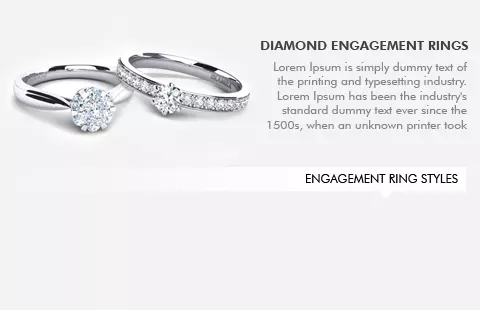 DIAMOND ENGAGEMENT RINGS
Lorem Ipsum is simply dummy text of
the printing and typesetting industry.
Lorem Ipsum has been the industry's
standard dummy text ever since the
1500s, when an unknown printer took
ENGAGEMENT RING STYLES